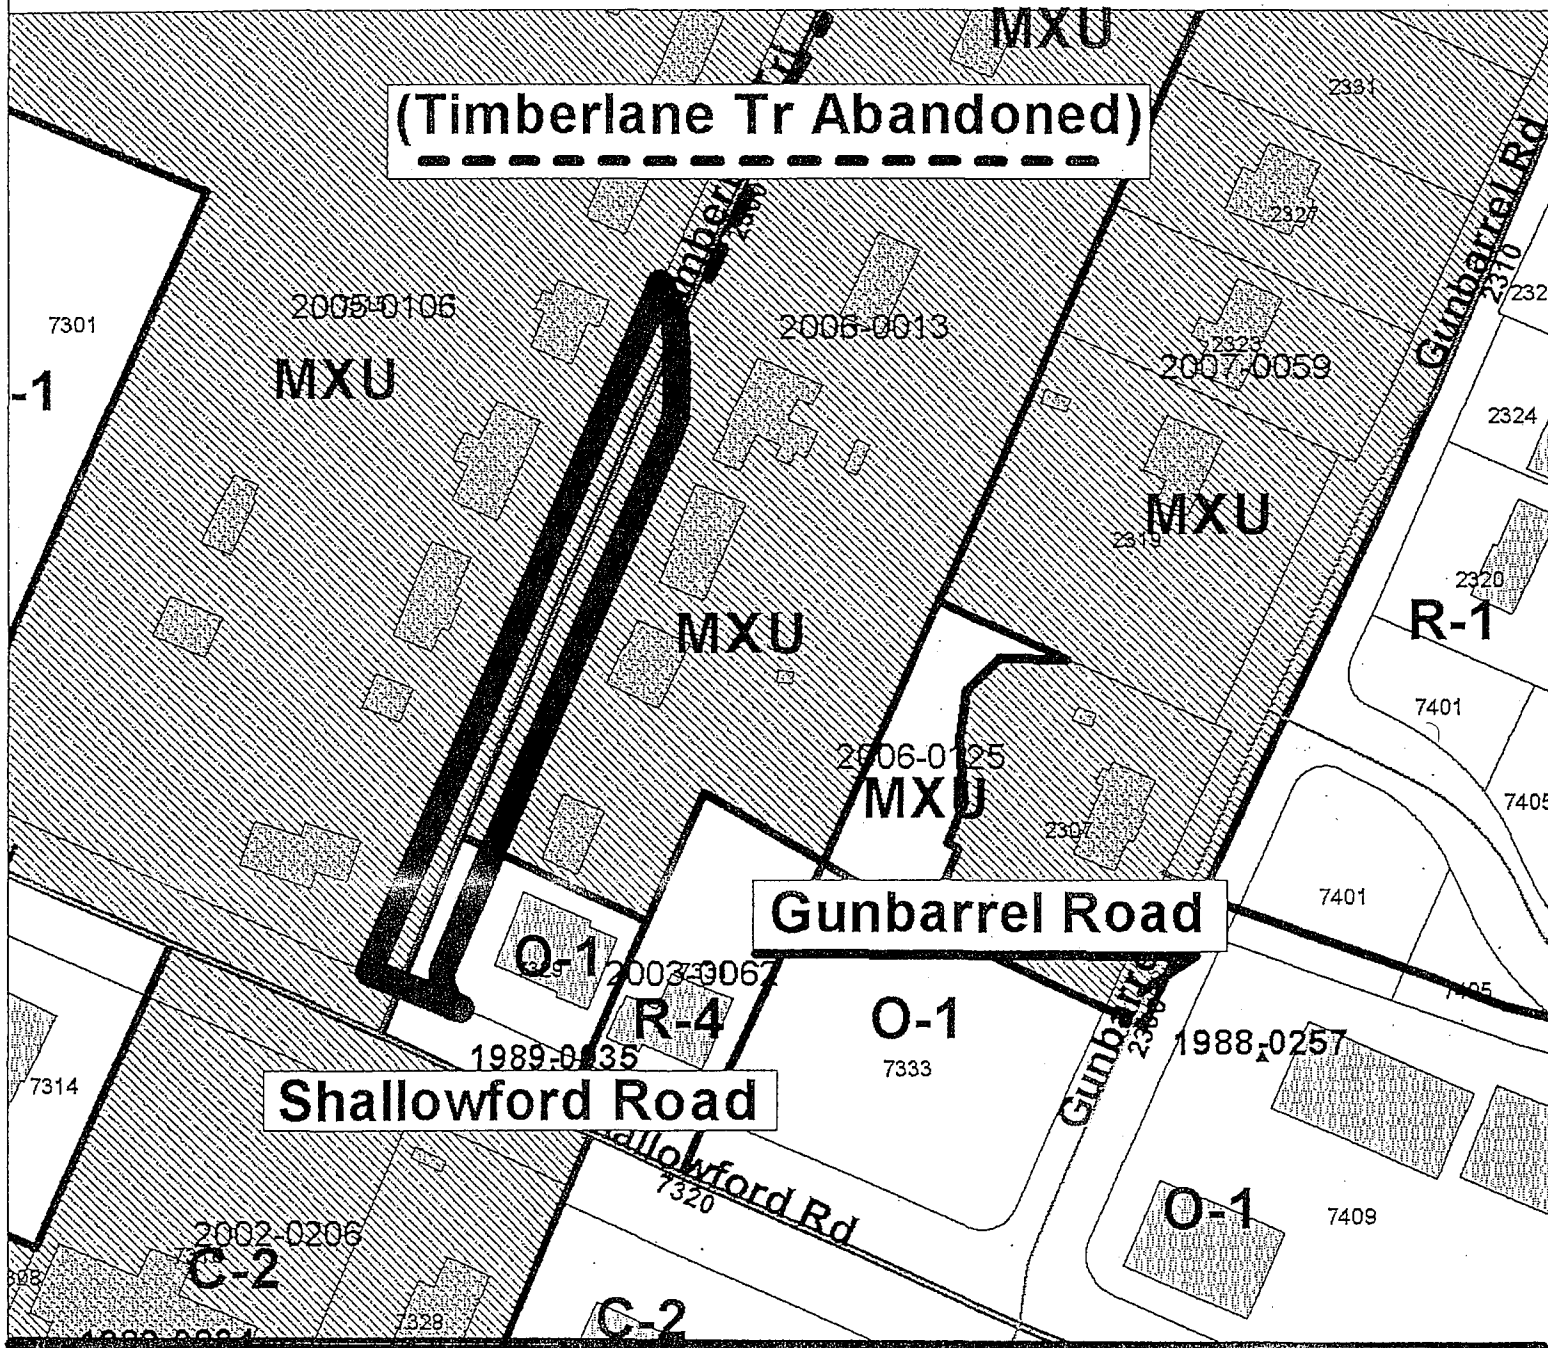 MXU
2331
(Timberlane Tr Abandoned)
Gunbarrel Rd
2327
2310
2005-0106
7301
2006-0013
2323
2007-0059
MXU
-1
2324
MXU
2319
2320
R-1
MXU
7401
2006-0125
MXU
7405
2307
7401
Gunbarrel Road
O-1
7329
2003-0062
R-4
O-1
7405
2300
1988-0257
1989-0035
7333
7314
Shallowford Road
Shallowford Rd
7320
O-1
7409
2002-0206
C-2
7328
C-2